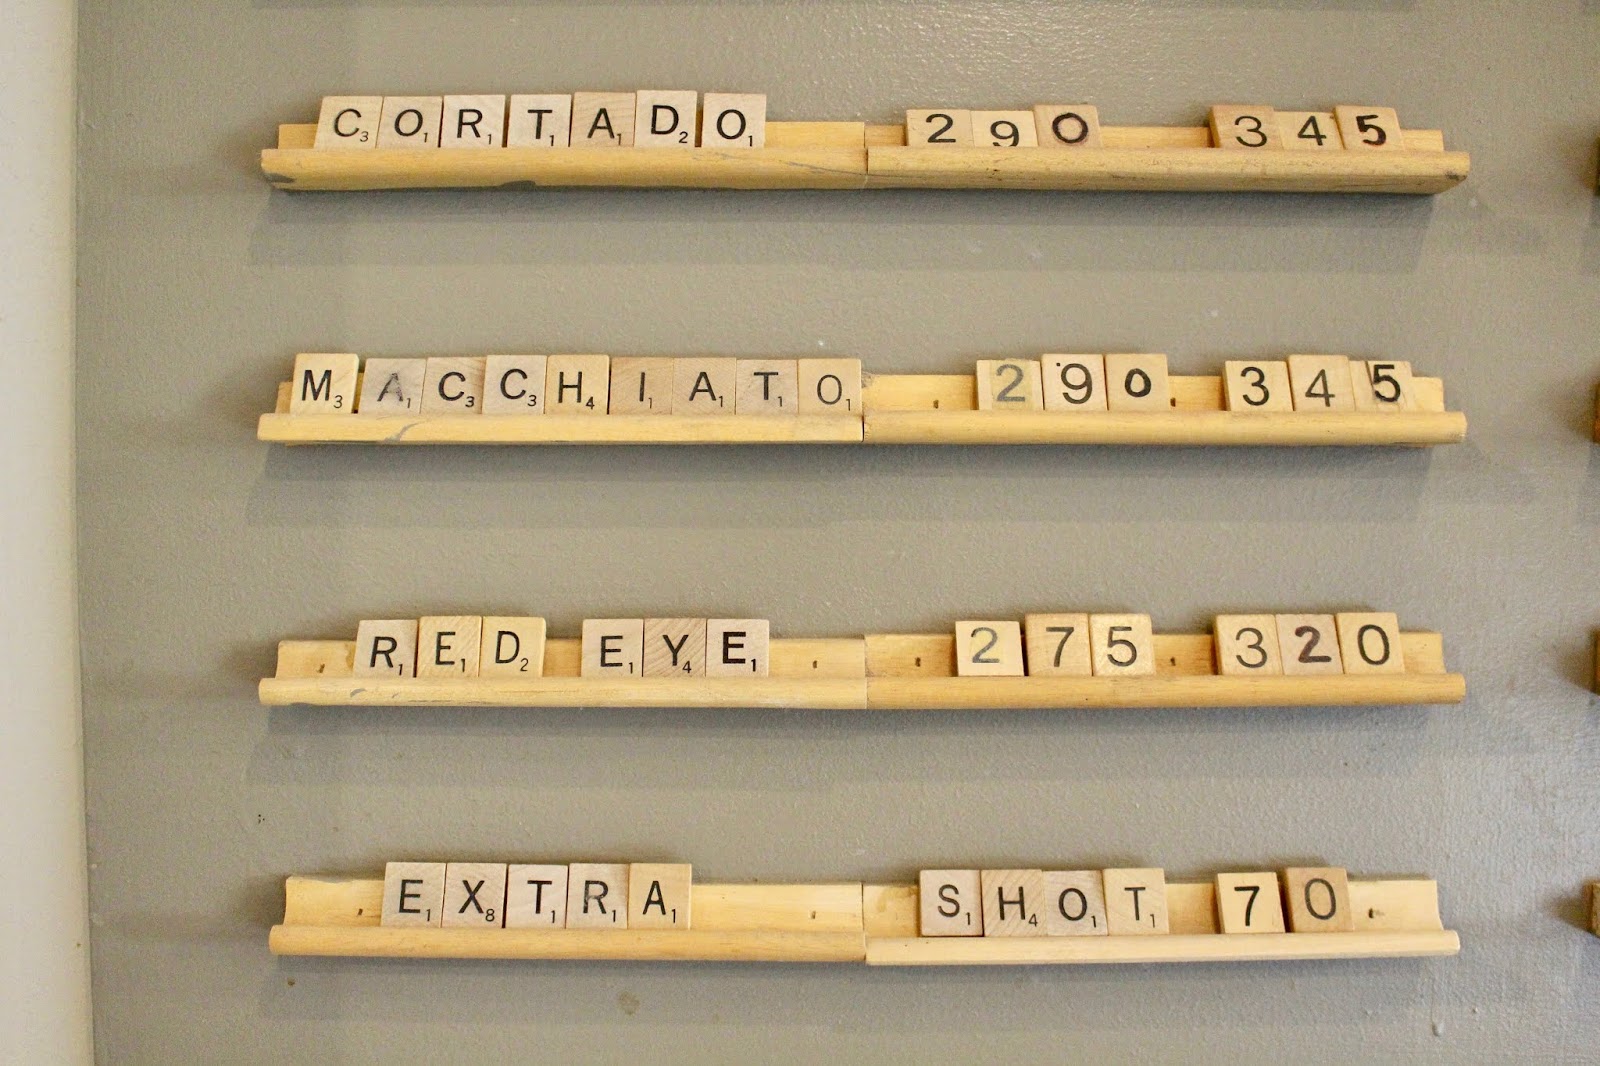 CORTADO 290 345
MACCHIATO 290 345
RED EYE 275 320
EXTRA SHOT 70